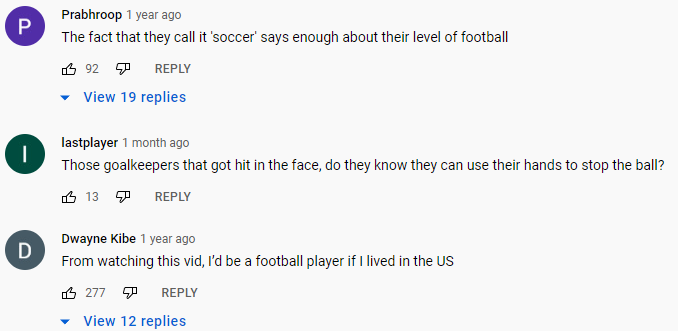 P
Prabhroop 1 year ago
The fact that they call it 'soccer' says enough about their level of football
92 REPLY
View 19 replies
I
lastplayer 1 month ago
Those goalkeepers that got hit in the face, do they know they can use their hands to stop the ball?
13 REPLY
D
Dwayne Kibe 1 year ago
From watching this vid, I'd be a football player if I lived in the US
277 REPLY
View 12 replies